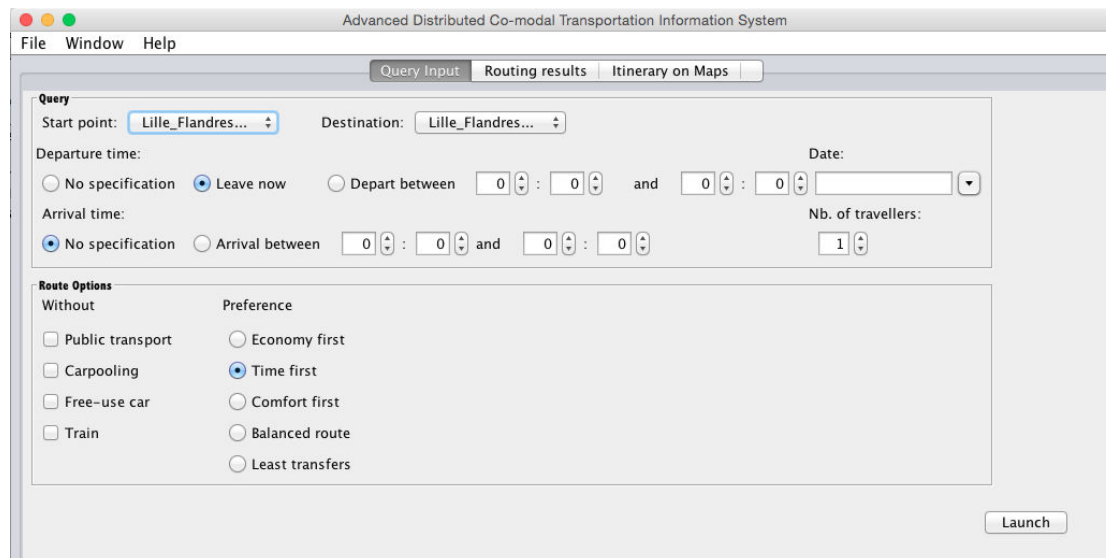 Advanced Distributed Co-modal Transportation Information System
File Window Help
Query Input Routing results Itinerary on Maps
Query
Start point: Lille_Flandres... Destination: Lille_Flandres...
Departure time: Date:
No specification Leave now Depart between 0 : 0 and 0 : 0
Arrival time: Nb. of travellers:
No specification Arrival between 0 : 0 and 0 : 0 1
Route Options
Without Preference
Public transport Economy first
Carpooling Time first
Free-use car Comfort first
Train Balanced route
Least transfers
Launch